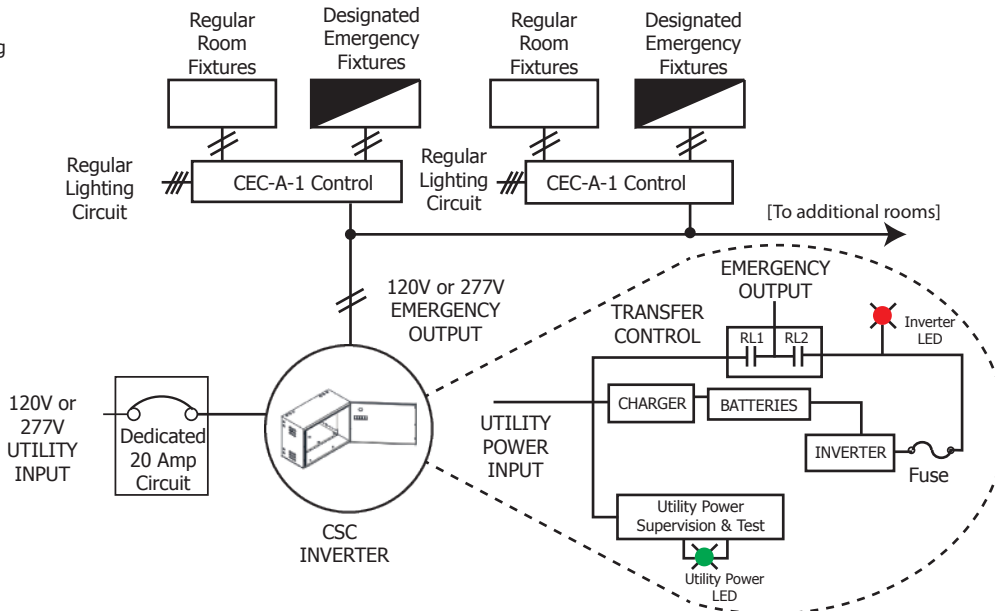 g
Regular
Room
Fixtures
Designated
Emergency
Fixtures
Regular
Room
Fixtures
Designated
Emergency
Fixtures
Regular
Lighting
Circuit
CEC-A-1 Control
Regular
Lighting
Circuit
CEC-A-1 Control
[To additional rooms]
120V or 277V
EMERGENCY
OUTPUT
EMERGENCY
OUTPUT
TRANSFER
CONTROL
RL1
RL2
Inverter
LED
120V or
277V
UTILITY
INPUT
Dedicated
20 Amp
Circuit
CSC
INVERTER
UTILITY
POWER
INPUT
CHARGER
BATTERIES
INVERTER
Fuse
Utility Power
Supervision & Test
Utility Power
LED